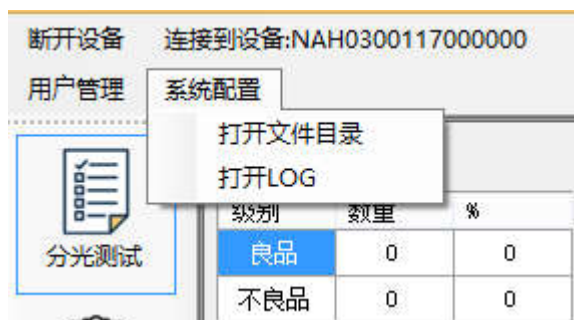 断开设备 连接到设备:NAH0300117000000
用户管理 系统配置
打开文件目录
打开LOG
级别 数量 %
分光测试
良品 0 0
不良品 0 0